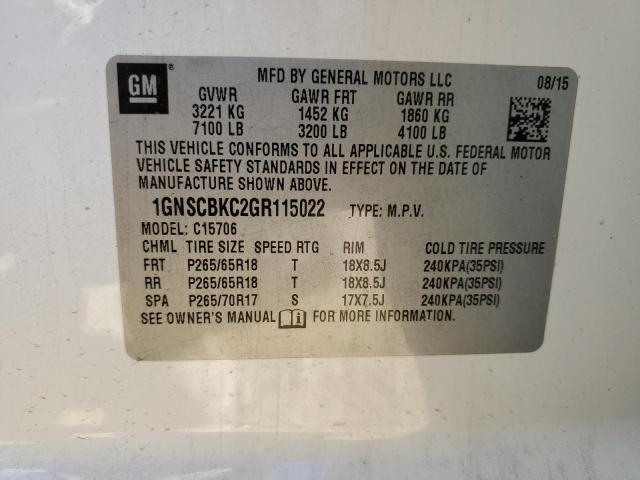 GM ® MFD BY GENERAL MOTORS LLC 08/15
GVWR GAWR FRT GAWR RR
3221 KG 1452 KG 1860 KG
7100 LB 3200 LB 4100 LB
THIS VEHICLE CONFORMS TO ALL APPLICABLE U.S. FEDERAL MOTOR
VEHICLE SAFETY STANDARDS IN EFFECT ON THE DATE OF
MANUFACTURE SHOWN ABOVE.
1GNSCBKC2GR115022 TYPE: M.P.V.
MODEL: C15706
CHML TIRE SIZE SPEED RTG RIM COLD TIRE PRESSURE
FRT P265/65R18 T 18X8.5J 240KPA(35PSI)
RR P265/65R18 T 18X8.5J 240KPA(35PSI)
SPA P265/70R17 S 17X7.5J 240KPA(35PSI)
SEE OWNER'S MANUAL i FOR MORE INFORMATION.